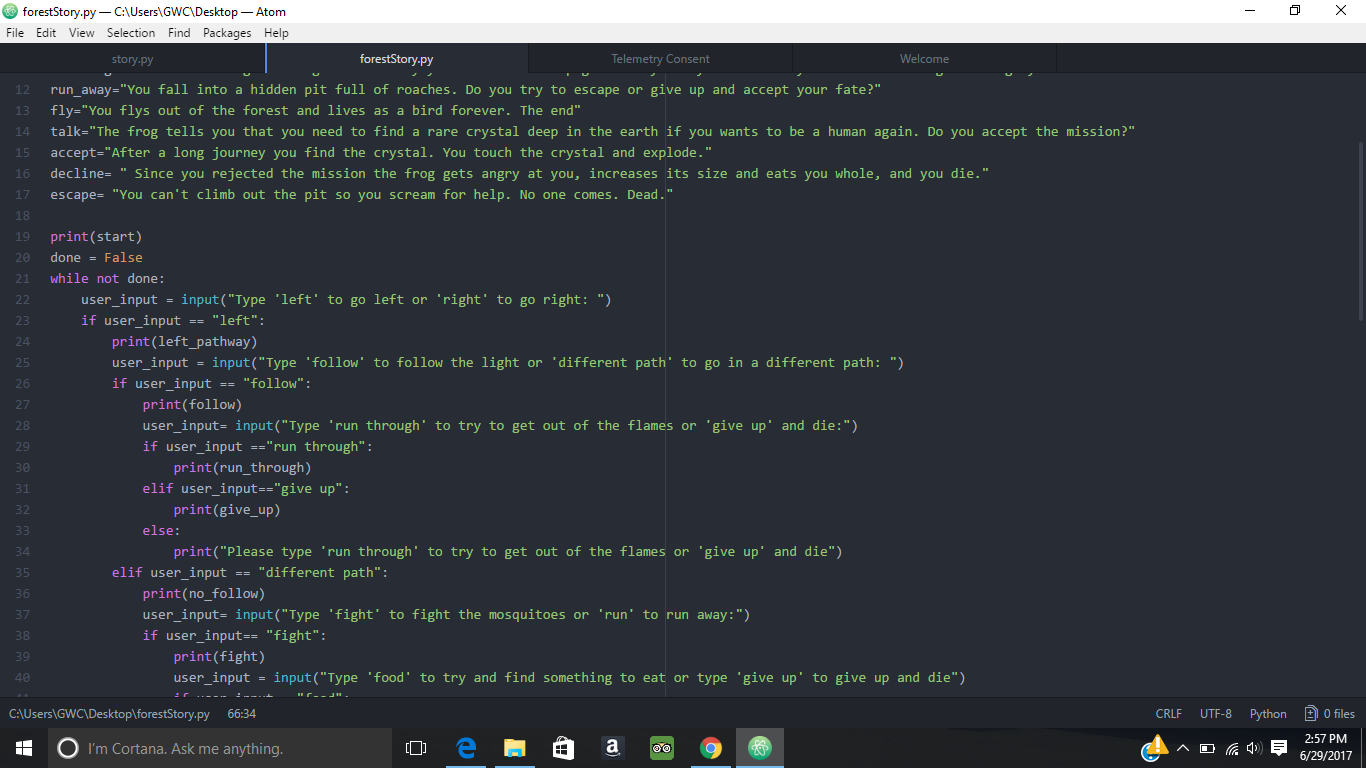 forestStory.py — C:\Users\GWC\Desktop — Atom
File Edit View Selection Find Packages Help
story.py forestStory.py Telemetry Consent Welcome
12 run_away="You fall into a hidden pit full of roaches. Do you try to escape or give up and accept your fate?"
13 fly="You flys out of the forest and lives as a bird forever. The end"
14 talk="The frog tells you that you need to find a rare crystal deep in the earth if you wants to be a human again. Do you accept the mission?"
15 accept="After a long journey you find the crystal. You touch the crystal and explode."
16 decline= " Since you rejected the mission the frog gets angry at you, increases its size and eats you whole, and you die."
17 escape= "You can't climb out the pit so you scream for help. No one comes. Dead."
18
19 print(start)
20 done = False
21 while not done:
22     user_input = input("Type 'left' to go left or 'right' to go right: ")
23     if user_input == "left":
24         print(left_pathway)
25         user_input = input("Type 'follow' to follow the light or 'different path' to go in a different path: ")
26         if user_input == "follow":
27             print(follow)
28             user_input= input("Type 'run through' to try to get out of the flames or 'give up' and die:")
29             if user_input =="run through":
30                 print(run_through)
31             elif user_input=="give up":
32                 print(give_up)
33             else:
34                 print("Please type 'run through' to try to get out of the flames or 'give up' and die")
35         elif user_input == "different path":
36             print(no_follow)
37             user_input= input("Type 'fight' to fight the mosquitoes or 'run' to run away:")
38             if user_input== "fight":
39                 print(fight)
40                 user_input = input("Type 'food' to try and find something to eat or type 'give up' to give up and die")
C:\Users\GWC\Desktop\forestStory.py 66:34 CRLF UTF-8 Python 0 files
I'm Cortana. Ask me anything.
2:57 PM
6/29/2017